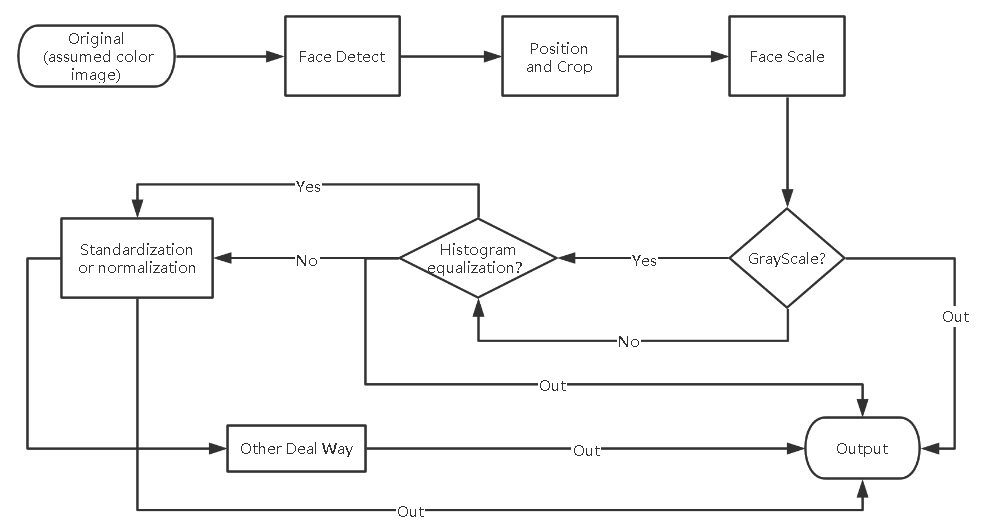 Original
(assumed color
image)
Face Detect
Position
and Crop
Face Scale
Yes
Standardization
or normalization
No
Histogram
equalization?
Yes
GrayScale?
Out
No
Out
Other Deal Way
Out
Output
Out